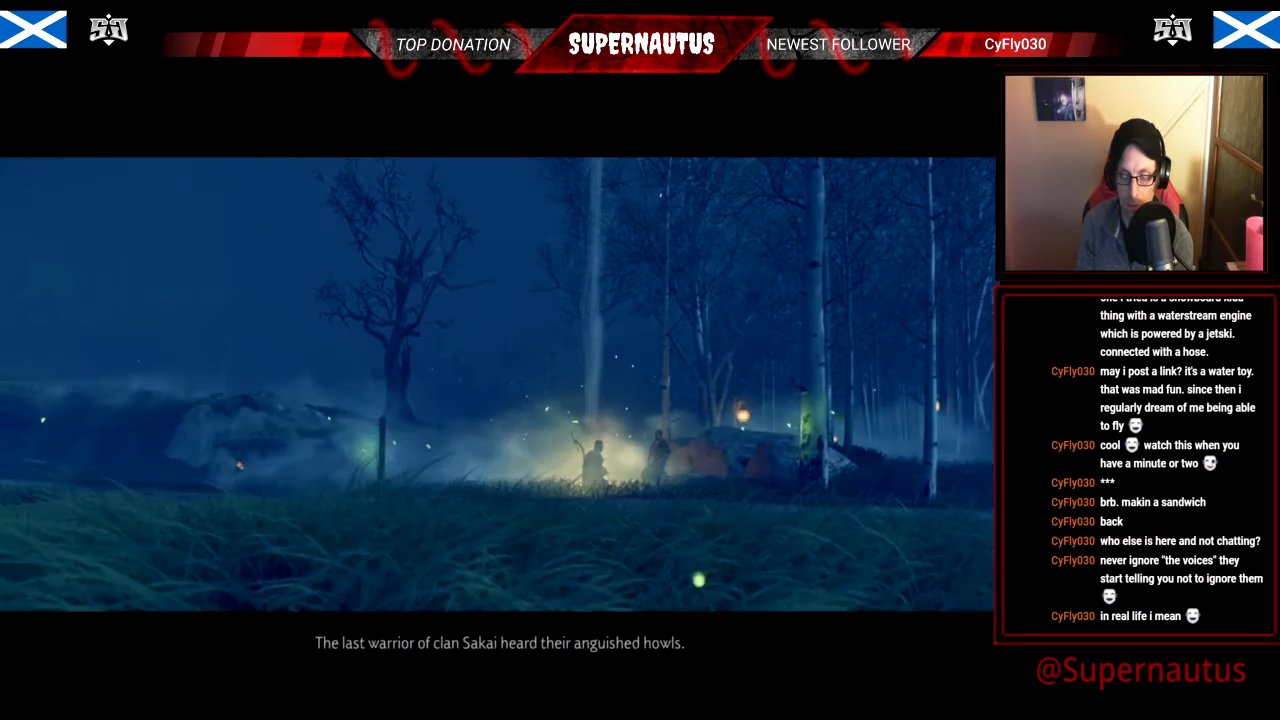 TOP DONATION
SUPERNAUTUS
NEWEST FOLLOWER
CyFly030
thing with a waterstream engine
which is powered by a jetski.
connected with a hose.
CyFly030 may i post a link? it's a water toy.
that was mad fun. since then i
regularly dream of me being able
to fly
CyFly030 cool watch this when you
have a minute or two
CyFly030 ***
CyFly030 brb. makin a sandwich
CyFly030 back
CyFly030 who else is here and not chatting?
CyFly030 never ignore "the voices" they
start telling you not to ignore them
CyFly030 in real life i mean
The last warrior of clan Sakai heard their anguished howls.
@Supernautus